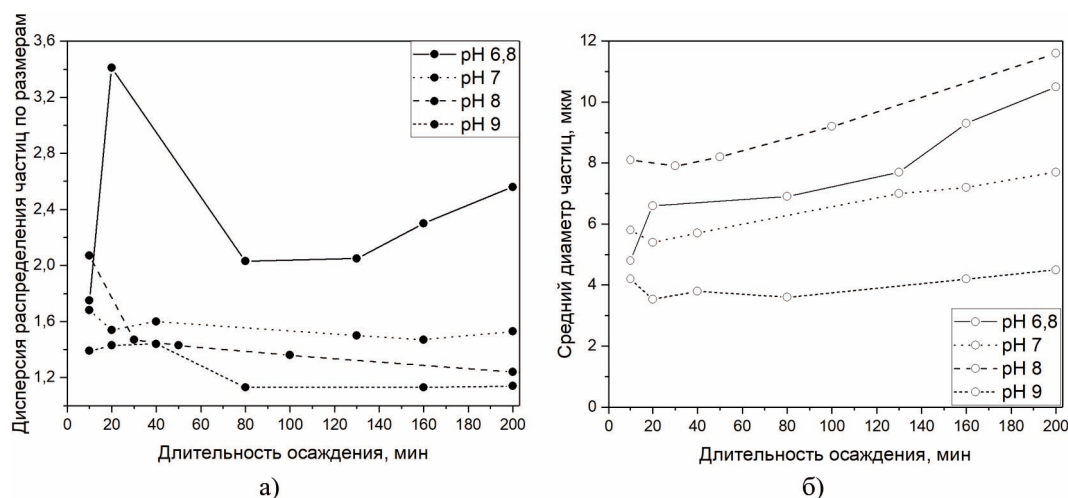 Дисперсия распределения частиц по размерам
3,6
3,2
2,8
2,4
2,0
1,6
1,2
pH 6,8
pH 7
pH 8
pH 9
0 20 40 60 80 100 120 140 160 180 200
Длительность осаждения, мин
а)
Средний диаметр частиц, мкм
12
10
8
6
4
2
0
pH 6,8
pH 7
pH 8
pH 9
0 20 40 60 80 100 120 140 160 180 200
Длительность осаждения, мин
б)